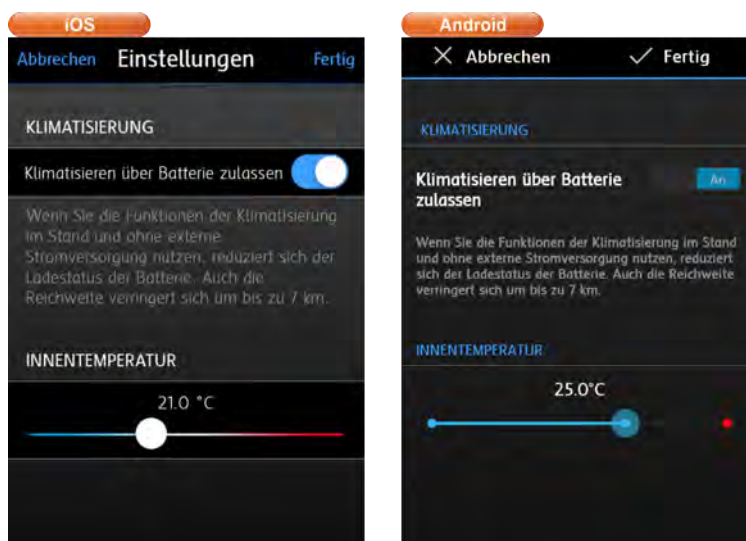 iOS
Abbrechen Einstellungen Fertig
KLIMATISIERUNG
Klimatisieren über Batterie zulassen
Wenn Sie die Funktionen der Klimatisierung
im Stand und ohne externe
Stromversorgung nutzen, reduziert sich der
Ladestatus der Batterie. Auch die
Reichweite verringert sich um bis zu 7 km.
INNENTEMPERATUR
21.0 °C
Android
Abbrechen Fertig
KLIMATISIERUNG
Klimatisieren über Batterie
zulassen
An
Wenn Sie die Funktionen der Klimatisierung im Stand
und ohne externe Stromversorgung nutzen, reduziert
sich der Ladestatus der Batterie. Auch die Reichweite
verringert sich um bis zu 7 km.
INNENTEMPERATUR
25.0°C